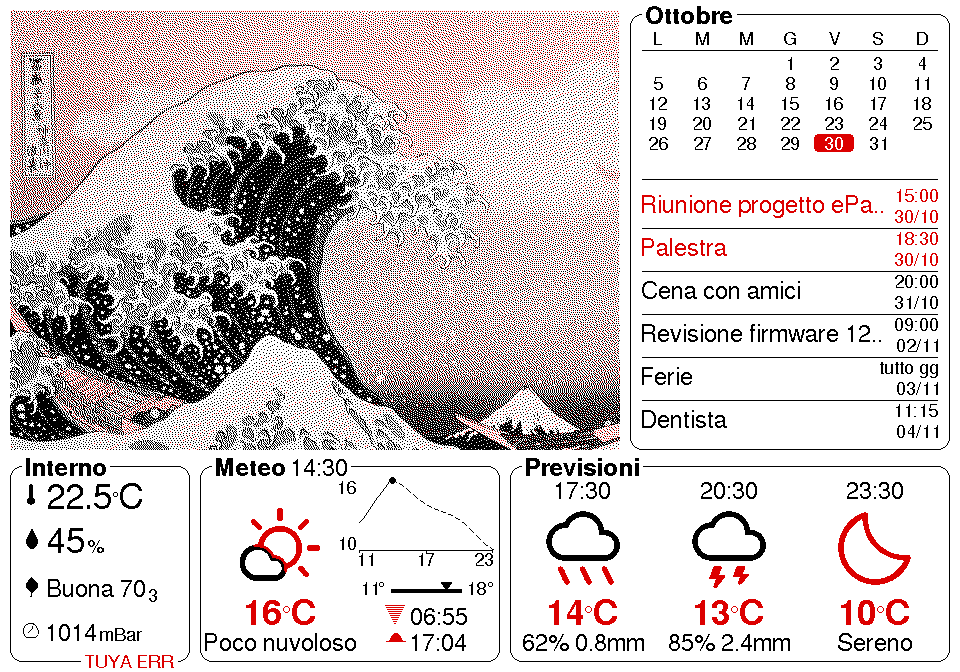 Ottobre
L M M G V S D
1 2 3 4
5 6 7 8 9 10 11
12 13 14 15 16 17 18
19 20 21 22 23 24 25
26 27 28 29 30 31
Riunione progetto ePa.. 15:00 30/10
Palestra 18:30 30/10
Cena con amici 20:00 31/10
Revisione firmware 12.. 09:00 02/11
Ferie tutto gg 03/11
Dentista 11:15 04/11
Interno
22.5°C
45%
Buona 70 3
1014 mBar
TUYA ERR
Meteo 14:30
16
10
11 17 23
11° 18°
06:55
17:04
16°C
Poco nuvoloso
Previsioni
17:30 20:30 23:30
14°C 13°C 10°C
62% 0.8mm 85% 2.4mm Sereno